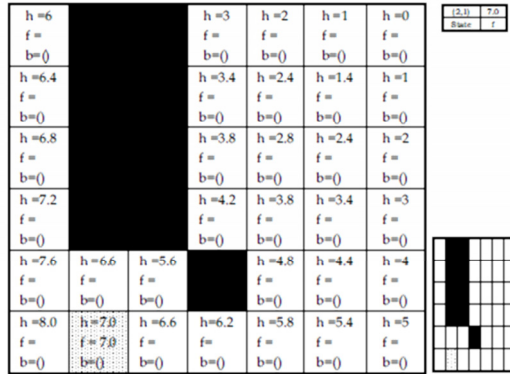 h =6 h =3 h =2 h =1 h =0
f = f = f = f = f =
b=() b=() b=() b=() b=()
h =6.4 h =3.4 h =2.4 h =1.4 h =1
f = f = f = f = f =
b=() b=() b=() b=() b=()
h =6.8 h =3.8 h =2.8 h =2.4 h =2
f = f = f = f = f =
b=() b=() b=() b=() b=()
h =7.2 h =4.2 h =3.8 h =3.4 h =3
f = f = f = f = f =
b=() b=() b=() b=() b=()
h =7.6 h =6.6 h =5.6 h =4.8 h =4.4 h =4
f = f = f = f = f = f =
b=() b=() b=() b=() b=() b=()
h =8.0 h =7.0 h =6.6 h =6.2 h =5.8 h =5.4 h =5
f= f = 7.0 f = f= f = f = f =
b=() b=() b=() b=() b=() b=() b=()
(2,1) 7.0
State f